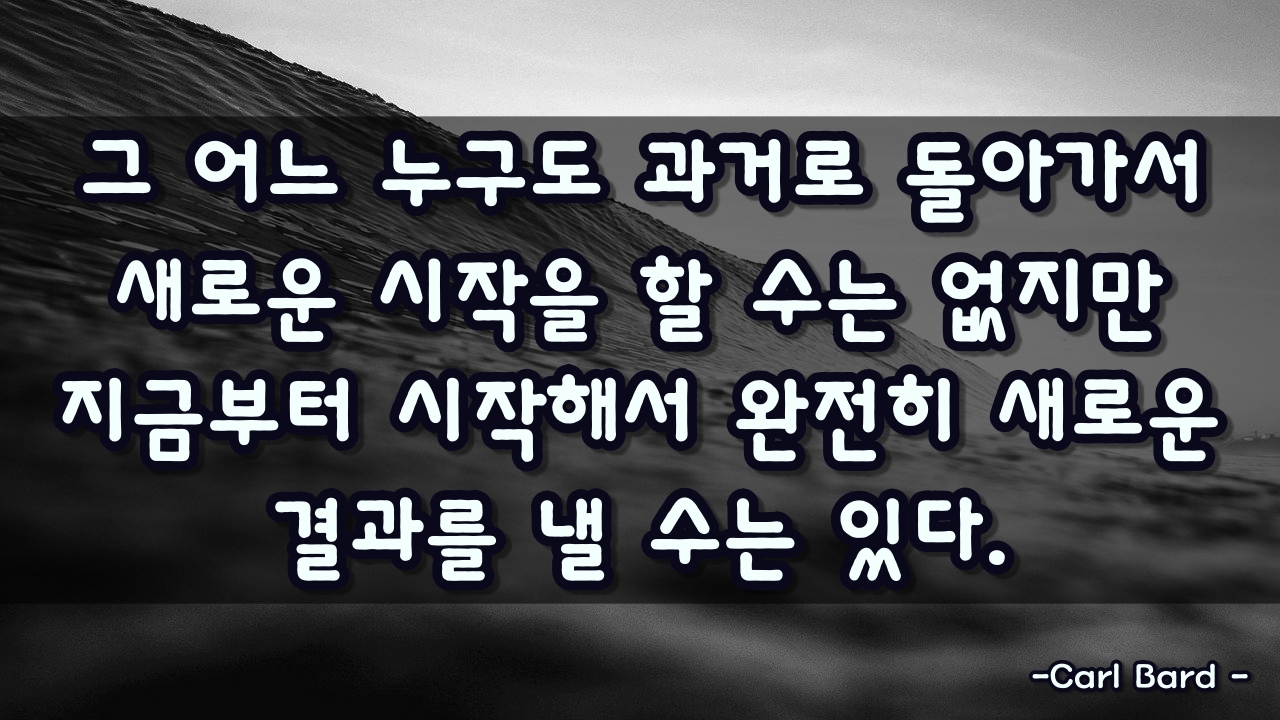 그 어느 누구도 과거로 돌아가서
새로운 시작을 할 수는 없지만
지금부터 시작해서 완전히 새로운
결과를 낼 수는 있다.
-Carl Bard -